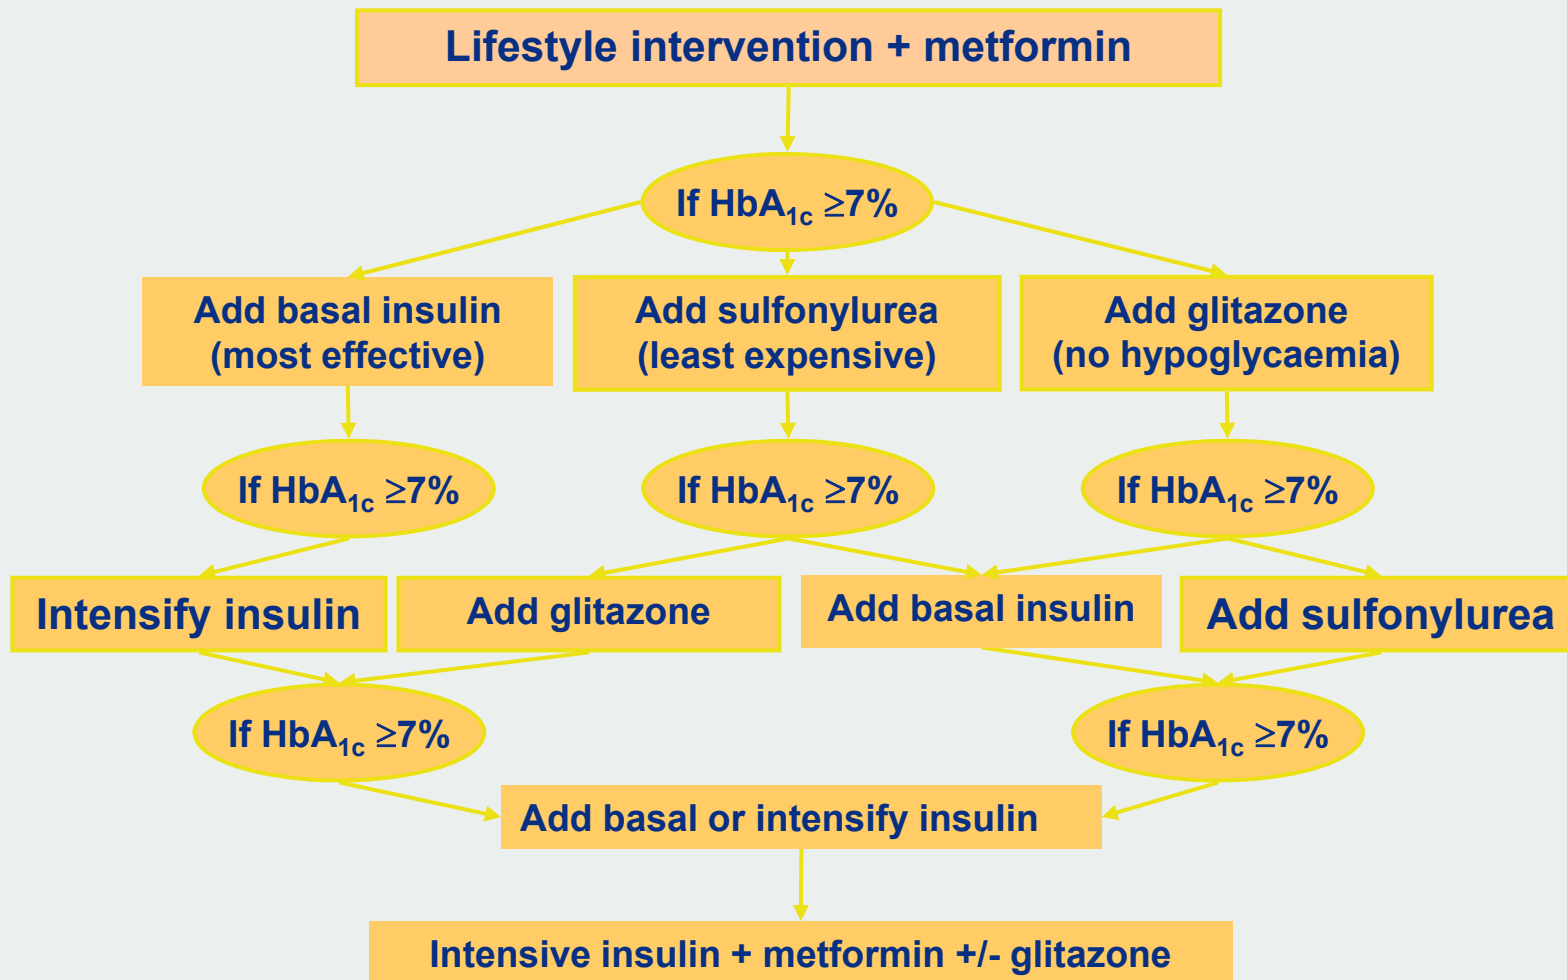 Lifestyle intervention + metformin
If HbA1c ≥7%
Add basal insulin
(most effective)
Add sulfonylurea
(least expensive)
Add glitazone
(no hypoglycaemia)
If HbA1c ≥7%
If HbA1c ≥7%
If HbA1c ≥7%
Intensify insulin
Add glitazone
Add basal insulin
Add sulfonylurea
If HbA1c ≥7%
If HbA1c ≥7%
Add basal or intensify insulin
Intensive insulin + metformin +/- glitazone